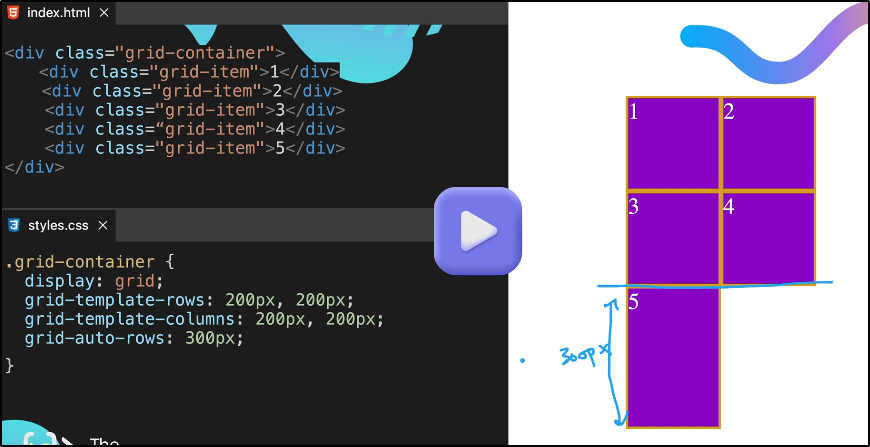 index.html ×
<div class="grid-container">
<div class="grid-item">1</div>
<div class="grid-item">2</div>
<div class="grid-item">3</div>
<div class="grid-item“4</div>
<div class="grid-item">5</div>
</div>
styles.css ×
.grid-container {
display: grid;
grid-template-rows: 200px, 200px;
grid-template-columns: 200px, 200px;
grid-auto-rows: 300px;
}
The
1 2
3 4
5
300px